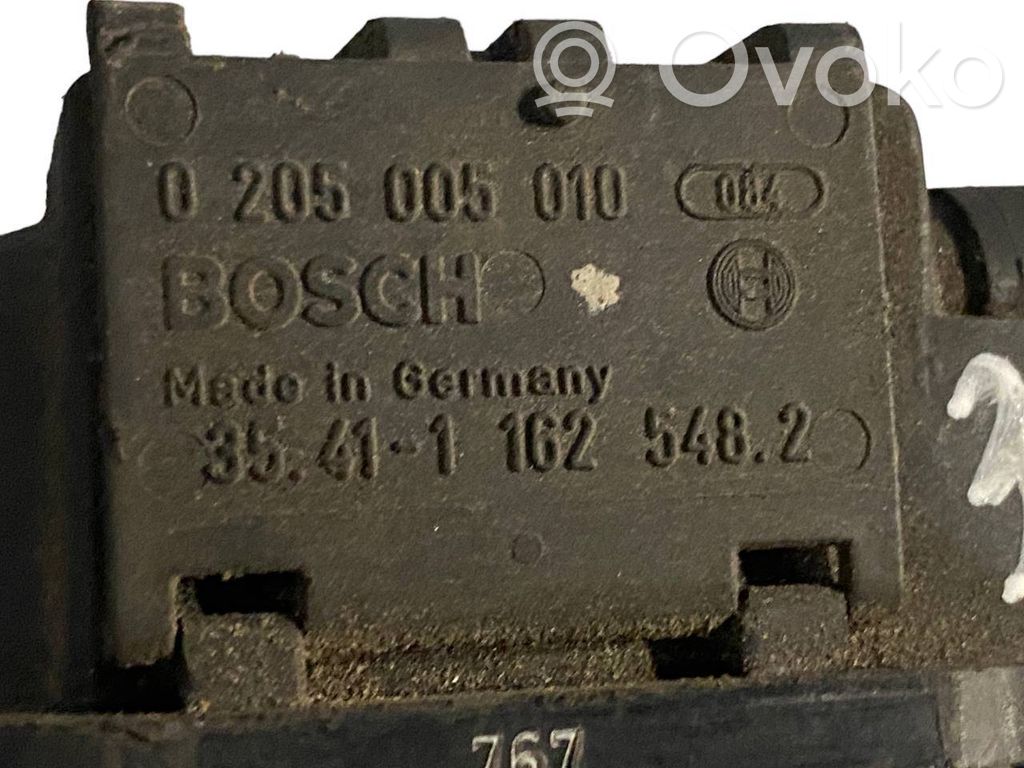 Ovoko
0 205 005 010 084
BOSCH
Made in Germany
35.41-1 162 548.2
767